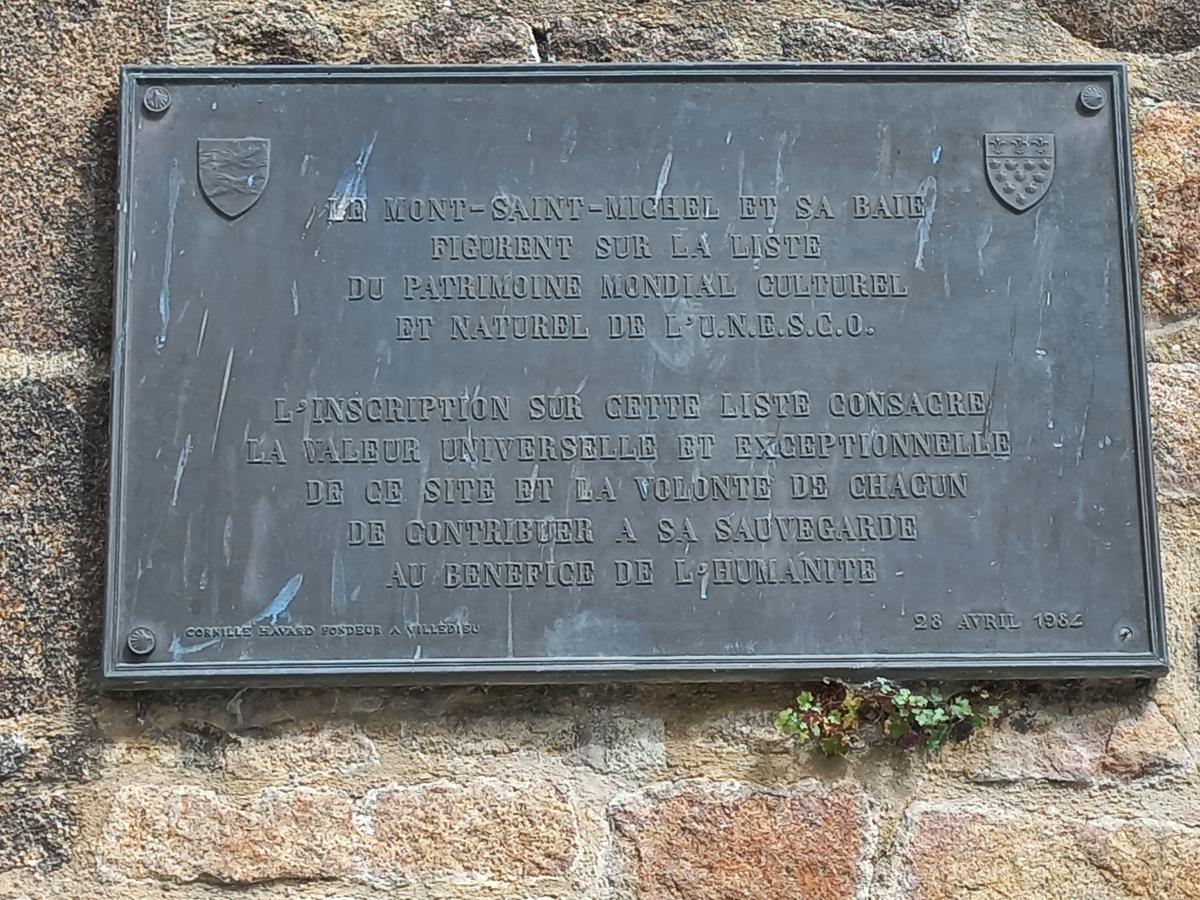 LE MONT-SAINT-MICHEL ET SA BAIE
FIGURENT SUR LA LISTE
DU PATRIMOINE MONDIAL CULTUREL
ET NATUREL DE L'U.N.E.S.C.O.
L'INSCRIPTION SUR CETTE LISTE CONSACRE
LA VALEUR UNIVERSELLE ET EXCEPTIONNELLE
DE CE SITE ET LA VOLONTE DE CHACUN
DE CONTRIBUER A SA SAUVEGARDE
AU BENEFICE DE L'HUMANITE
CORNILLE HAVARD FONDEUR A VILLEDIEU
28 AVRIL 1984